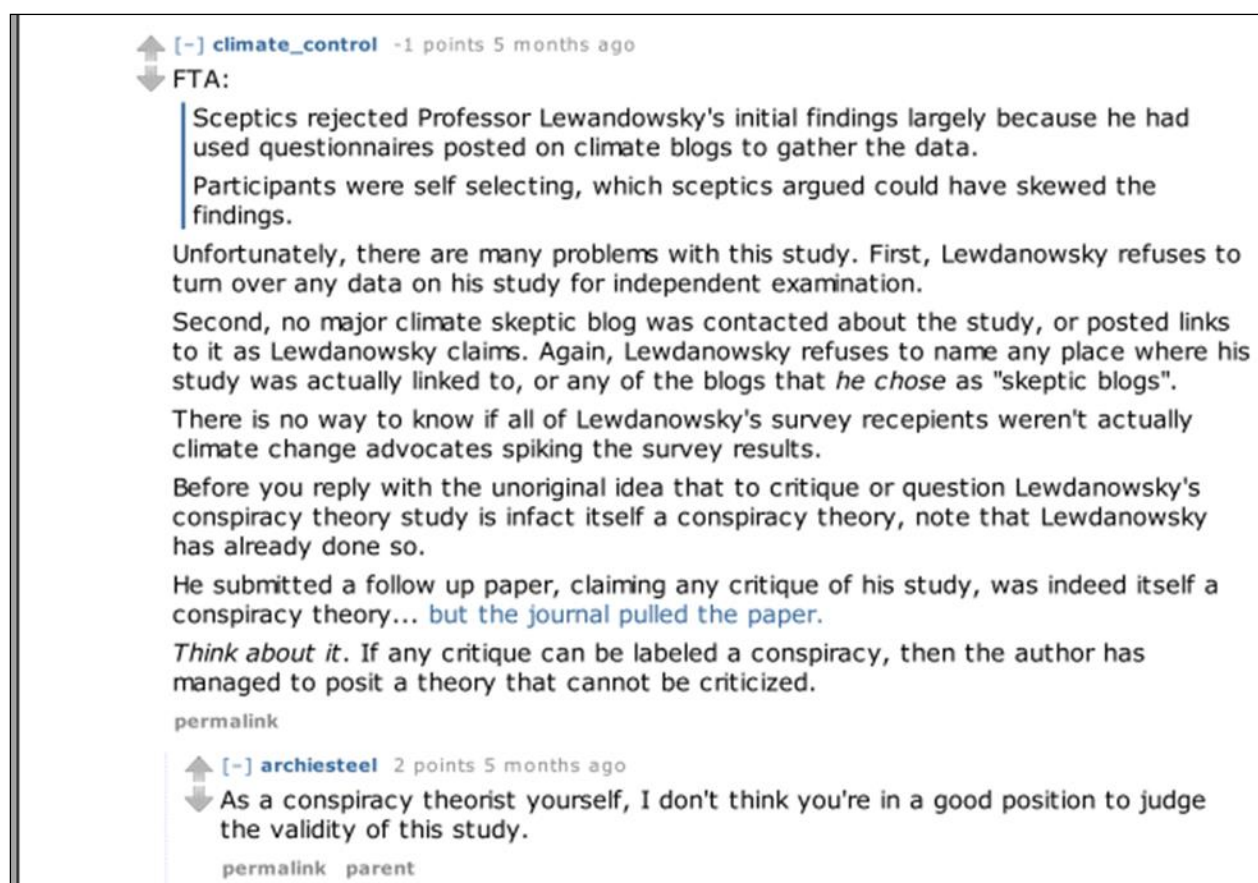 [-] climate_control -1 points 5 months ago
FTA:
Sceptics rejected Professor Lewandowsky's initial findings largely because he had
used questionnaires posted on climate blogs to gather the data.
Participants were self selecting, which sceptics argued could have skewed the
findings.
Unfortunately, there are many problems with this study. First, Lewdanowsky refuses to
turn over any data on his study for independent examination.
Second, no major climate skeptic blog was contacted about the study, or posted links
to it as Lewdanowsky claims. Again, Lewdanowsky refuses to name any place where his
study was actually linked to, or any of the blogs that he chose as "skeptic blogs".
There is no way to know if all of Lewdanowsky's survey recepients weren't actually
climate change advocates spiking the survey results.
Before you reply with the unoriginal idea that to critique or question Lewdanowsky's
conspiracy theory study is infact itself a conspiracy theory, note that Lewdanowsky
has already done so.
He submitted a follow up paper, claiming any critique of his study, was indeed itself a
conspiracy theory... but the journal pulled the paper.
Think about it. If any critique can be labeled a conspiracy, then the author has
managed to posit a theory that cannot be criticized.
permalink
[-] archiesteel 2 points 5 months ago
As a conspiracy theorist yourself, I don't think you're in a good position to judge
the validity of this study.
permalink parent